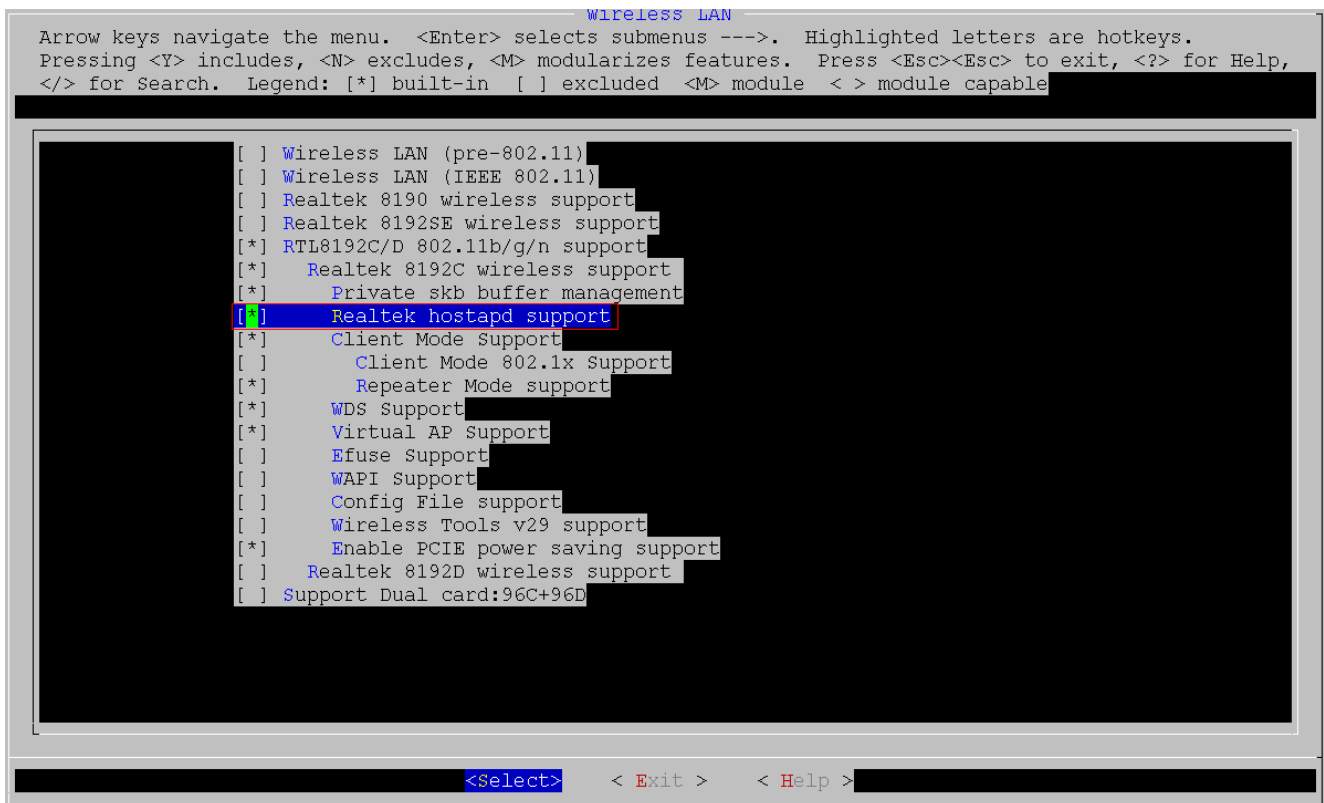 Wireless LAN
Arrow keys navigate the menu.  <Enter> selects submenus --->.  Highlighted letters are hotkeys.
Pressing <Y> includes, <N> excludes, <M> modularizes features.  Press <Esc><Esc> to exit, <?> for Help,
</> for Search.  Legend: [*] built-in  [ ] excluded  <M> module  < > module capable
[ ] Wireless LAN (pre-802.11)
[ ] Wireless LAN (IEEE 802.11)
[ ] Realtek 8190 wireless support
[ ] Realtek 8192SE wireless support
[*] RTL8192C/D 802.11b/g/n support
[*]   Realtek 8192C wireless support
[*]     Private skb buffer management
[*]     Realtek hostapd support
[*]     Client Mode Support
[ ]       Client Mode 802.1x Support
[*]       Repeater Mode support
[*]     WDS Support
[*]     Virtual AP Support
[ ]     Efuse Support
[ ]     WAPI Support
[ ]     Config File support
[ ]     Wireless Tools v29 support
[*]     Enable PCIE power saving support
[ ]   Realtek 8192D wireless support
[ ] Support Dual card:96C+96D
<Select>    < Exit >    < Help >